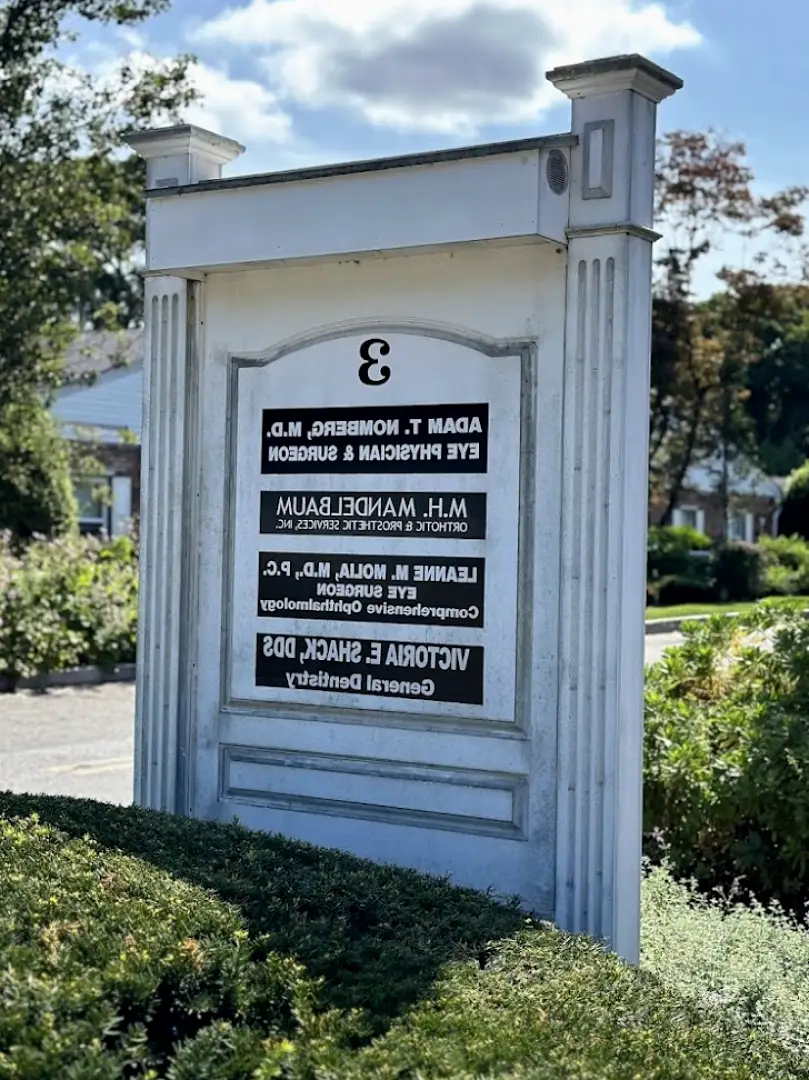 3
ADAM T. NOMBERG, M.D.
EYE PHYSICIAN & SURGEON
M.H. MANDELBAUM
ORTHOTIC & PROSTHETIC SERVICES, INC.
LEANNE M. MOLIA, M.D., P.C.
EYE SURGEON
Comprehensive Ophthalmology
VICTORIA E. SHACK, DDS
General Dentistry